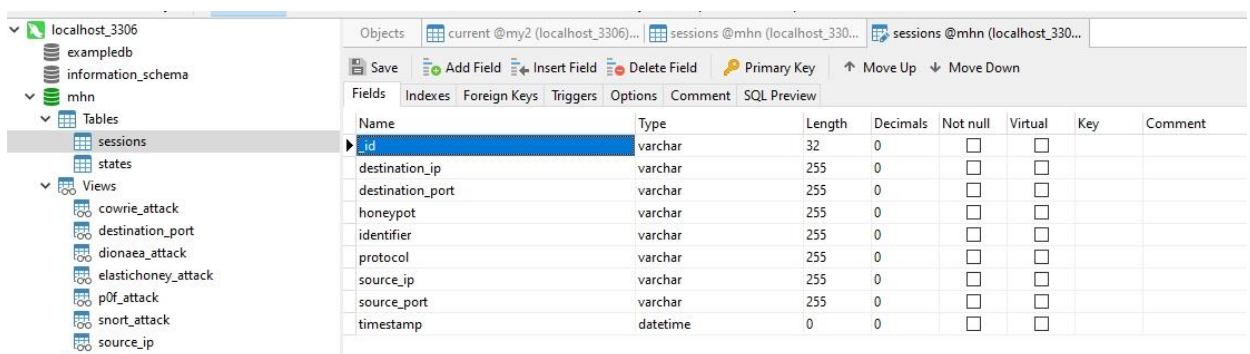 localhost_3306
exampledb
information_schema
mhn
Tables
sessions
states
Views
cowrie_attack
destination_port
dionaea_attack
elastichoney_attack
p0f_attack
snort_attack
source_ip
Objects current @my2 (localhost_3306)... sessions @mhn (localhost_330... sessions @mhn (localhost_330...
Save Add Field Insert Field Delete Field Primary Key Move Up Move Down
Fields Indexes Foreign Keys Triggers Options Comment SQL Preview
Name Type Length Decimals Not null Virtual Key Comment
_id varchar 32 0
destination_ip varchar 255 0
destination_port varchar 255 0
honeypot varchar 255 0
identifier varchar 255 0
protocol varchar 255 0
source_ip varchar 255 0
source_port varchar 255 0
timestamp datetime 0 0